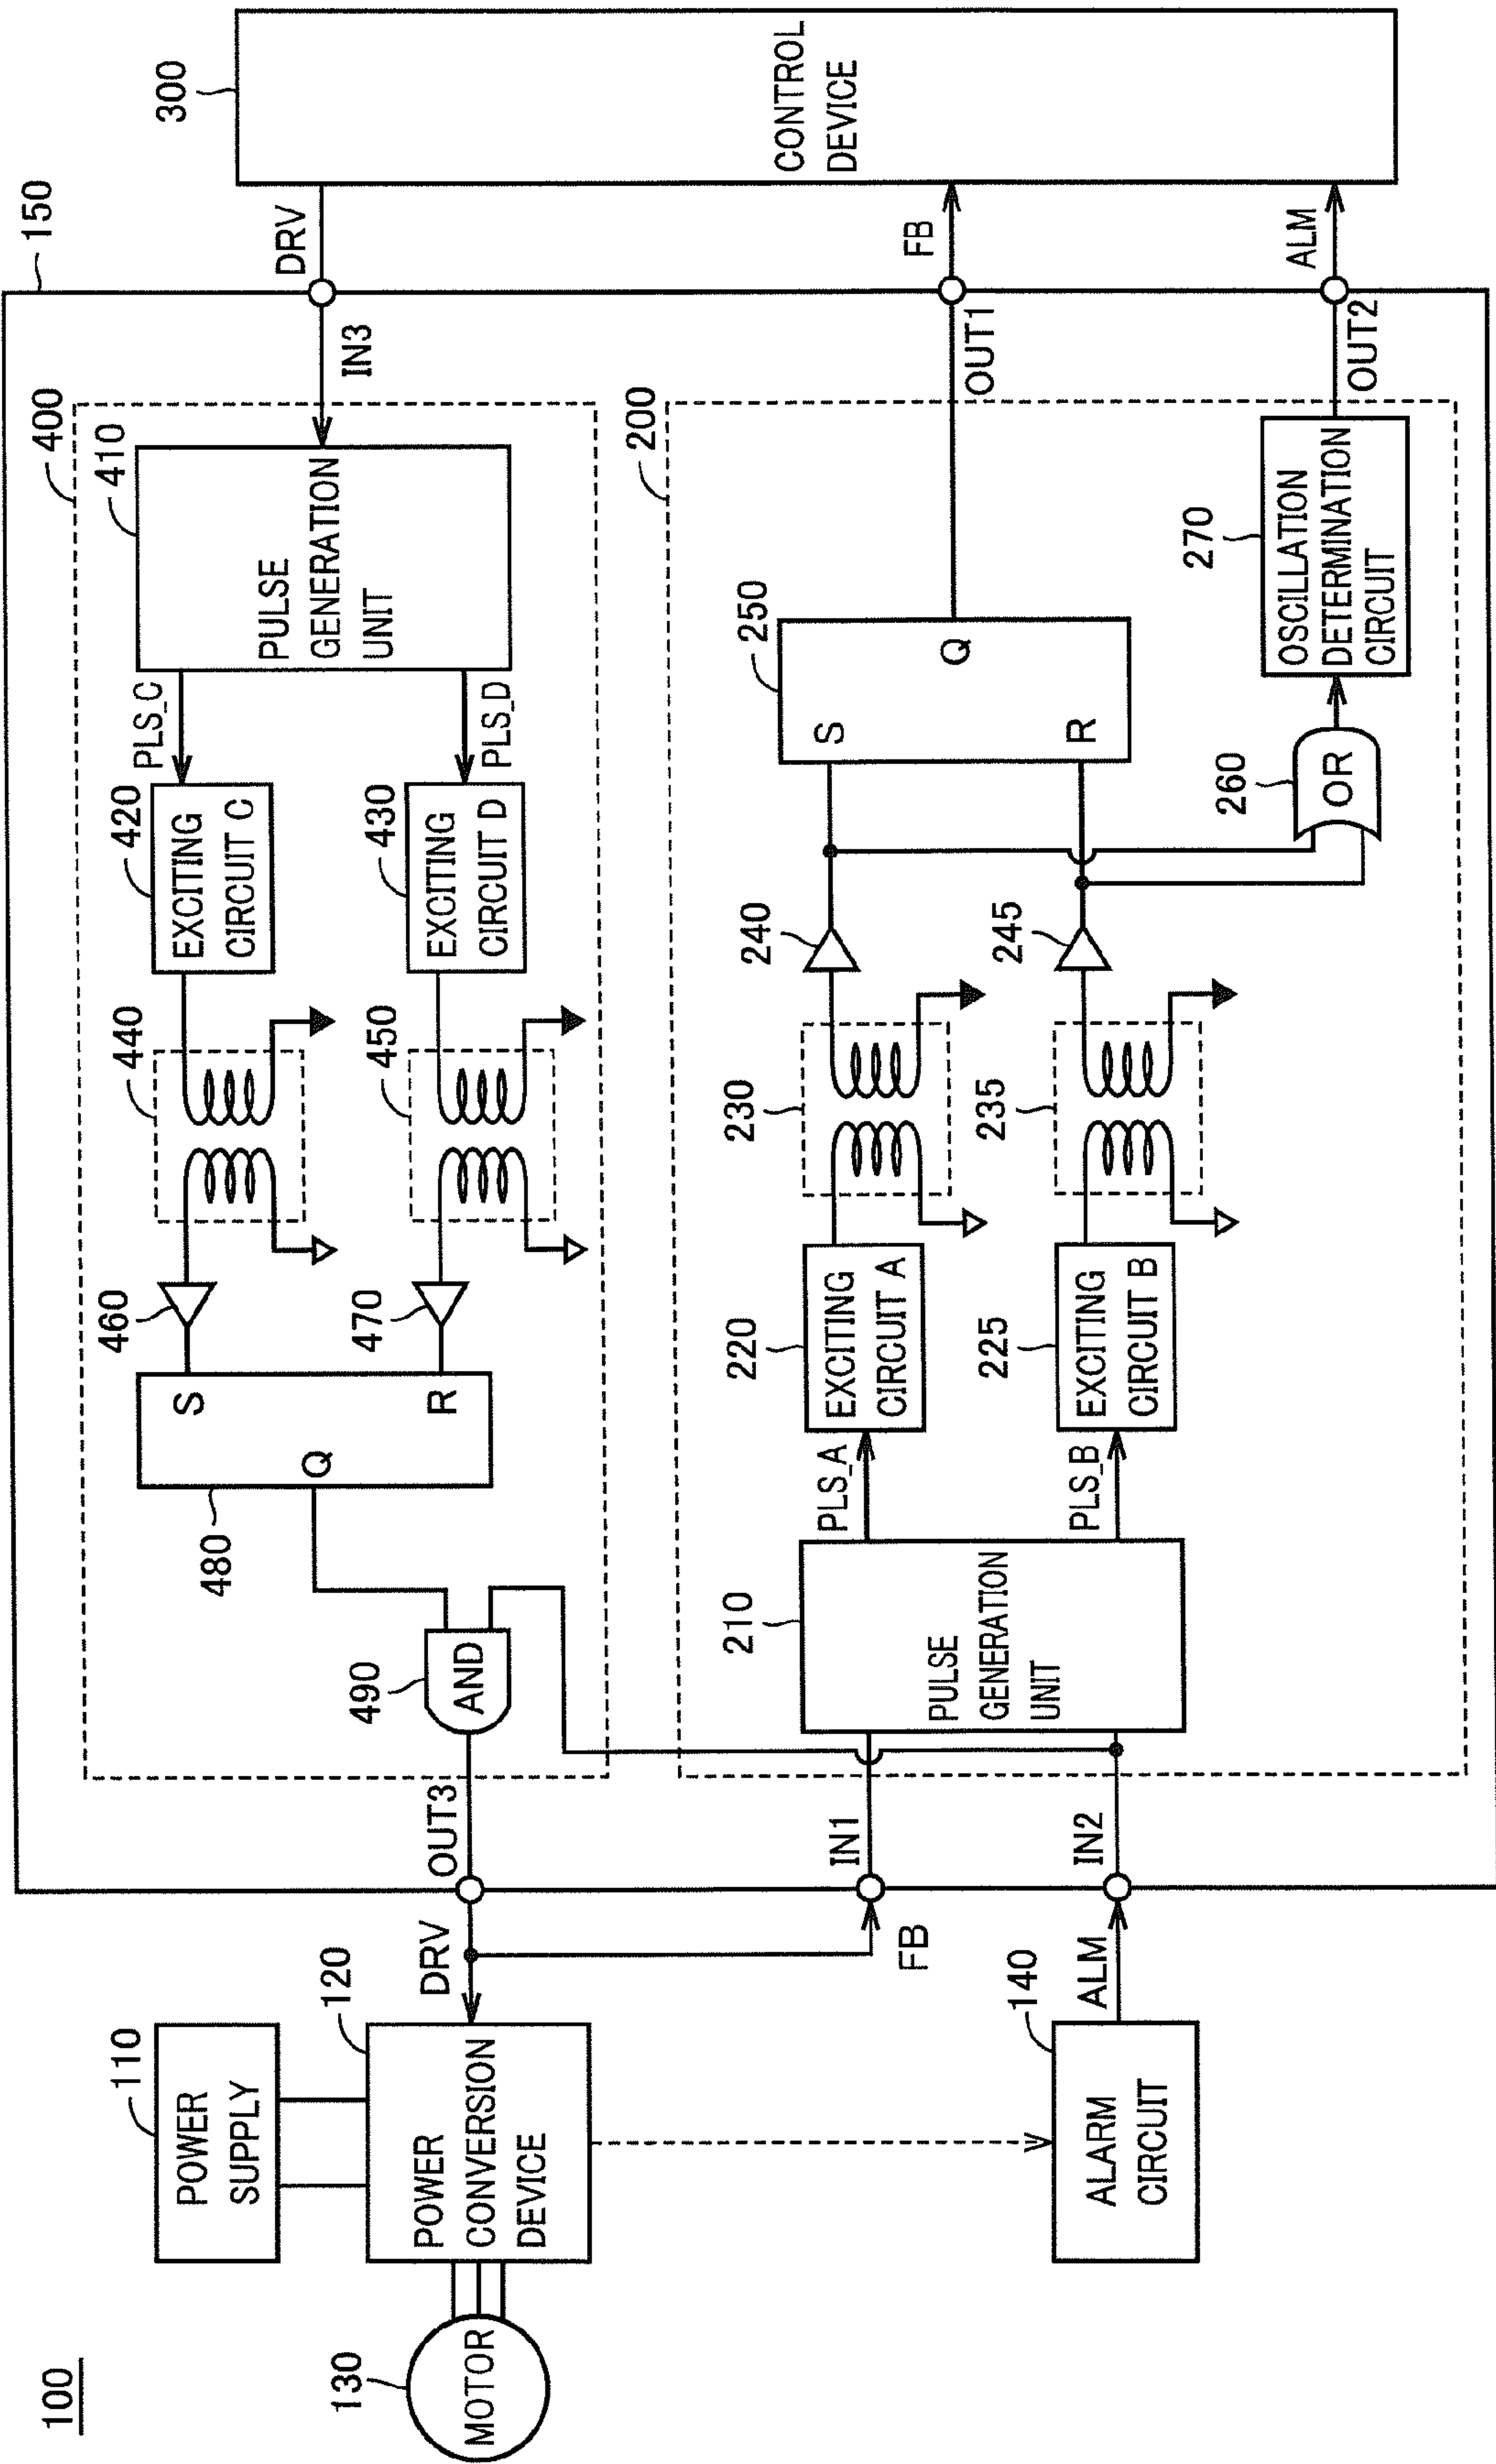 100
110
POWER
SUPPLY
120
POWER
CONVERSION
DEVICE
130
MOTOR
DRV
FB
140
ALARM
CIRCUIT
ALM
150
OUT3
IN1
IN2
400
490
AND
480
S
Q
R
460
470
440
450
420
EXCITING
CIRCUIT C
430
EXCITING
CIRCUIT D
PLS_C
PLS_D
410
PULSE
GENERATION
UNIT
IN3
DRV
200
210
PULSE
GENERATION
UNIT
PLS_A
PLS_B
220
EXCITING
CIRCUIT A
225
EXCITING
CIRCUIT B
230
235
240
245
250
S
Q
R
260
OR
270
OSCILLATION
DETERMINATION
CIRCUIT
OUT1
OUT2
FB
ALM
300
CONTROL
DEVICE